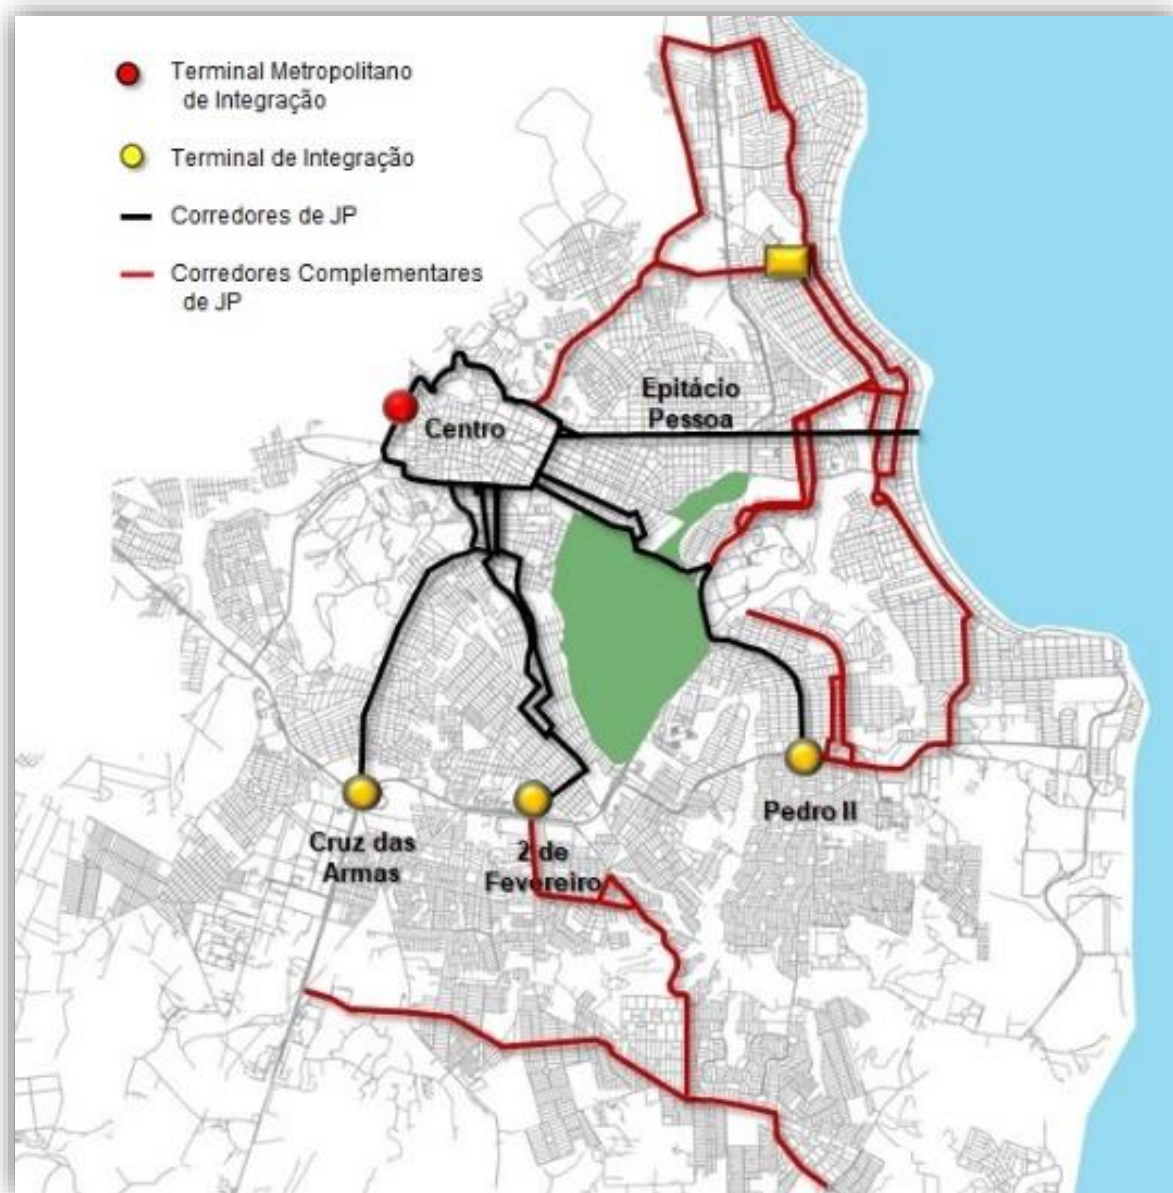 Terminal Metropolitano
de Integração
Terminal de Integração
Corredores de JP
Corredores Complementares
de JP
Epitácio
Pessoa
Centro
Pedro II
Cruz das
Armas
2 de
Fevereiro